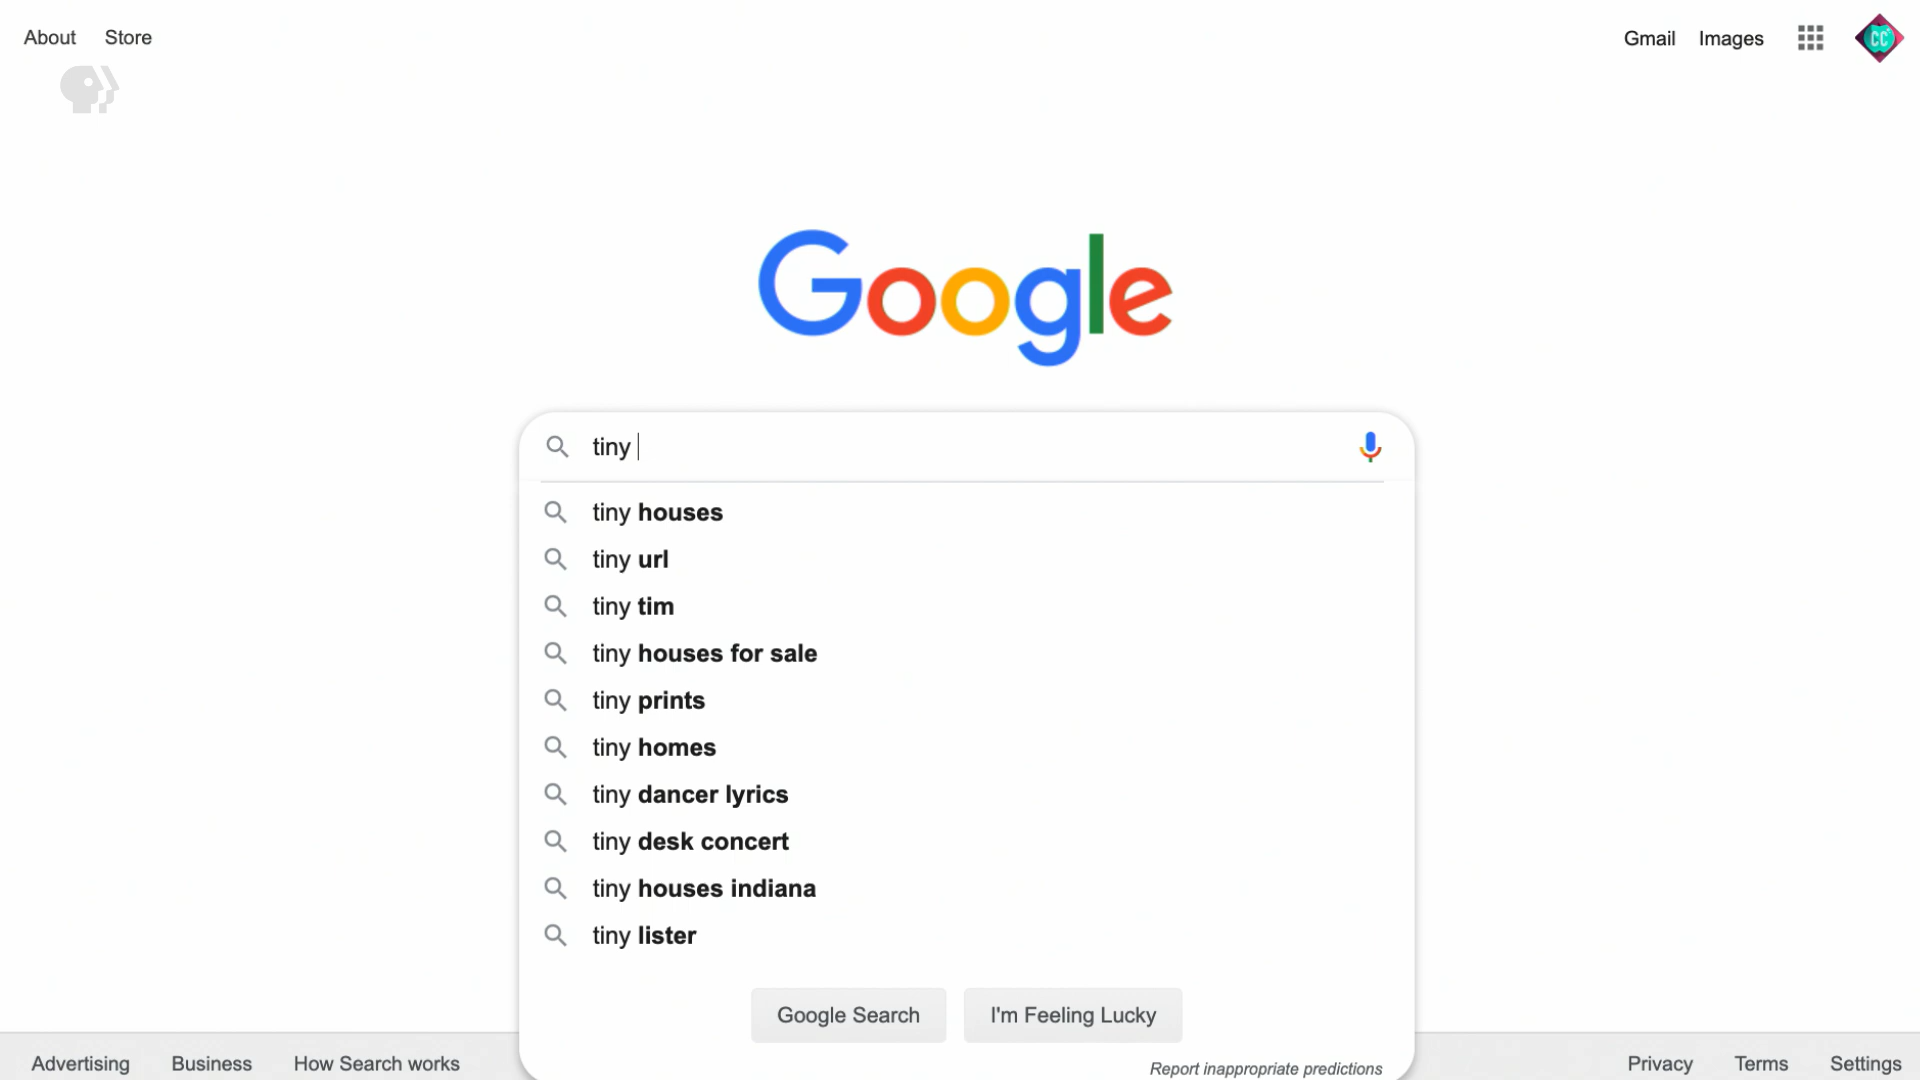 About Store
Gmail Images
CC
Google
tiny
tiny houses
tiny url
tiny tim
tiny houses for sale
tiny prints
tiny homes
tiny dancer lyrics
tiny desk concert
tiny houses indiana
tiny lister
Google Search I'm Feeling Lucky
Report inappropriate predictions
Advertising Business How Search works
Privacy Terms Settings